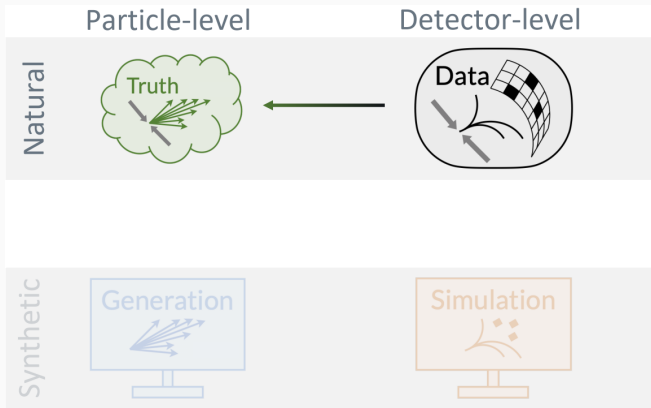 Particle-level Detector-level
Natural
Truth
Data
Synthetic
Generation
Simulation